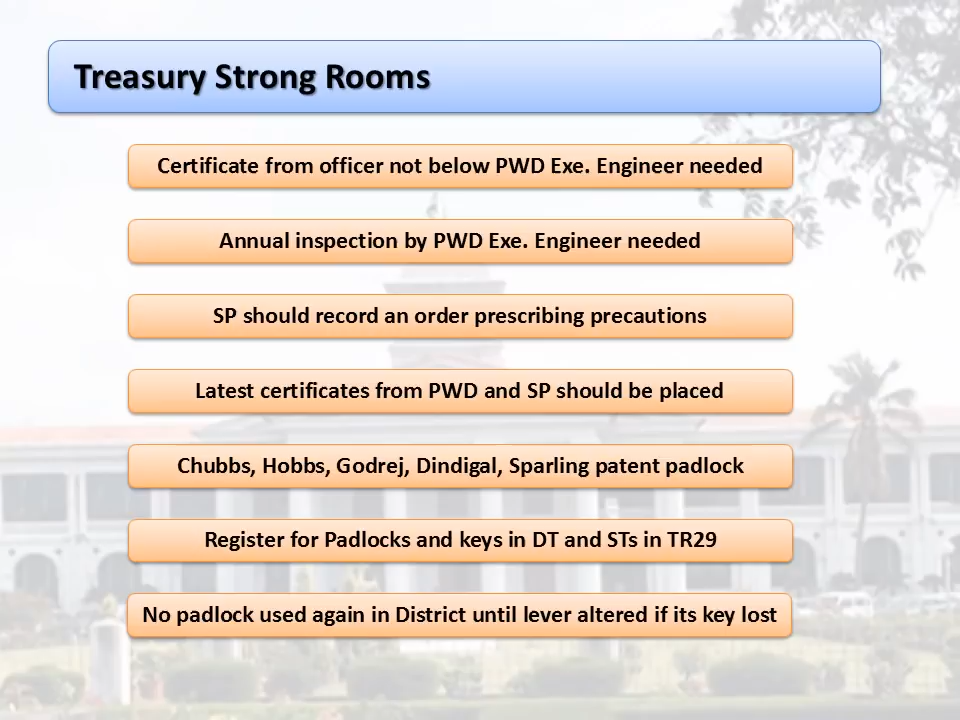 Treasury Strong Rooms
Certificate from officer not below PWD Exe. Engineer needed
Annual inspection by PWD Exe. Engineer needed
SP should record an order prescribing precautions
Latest certificates from PWD and SP should be placed
Chubbs, Hobbs, Godrej, Dindigal, Sparling patent padlock
Register for Padlocks and keys in DT and STs in TR29
No padlock used again in District until lever altered if its key lost